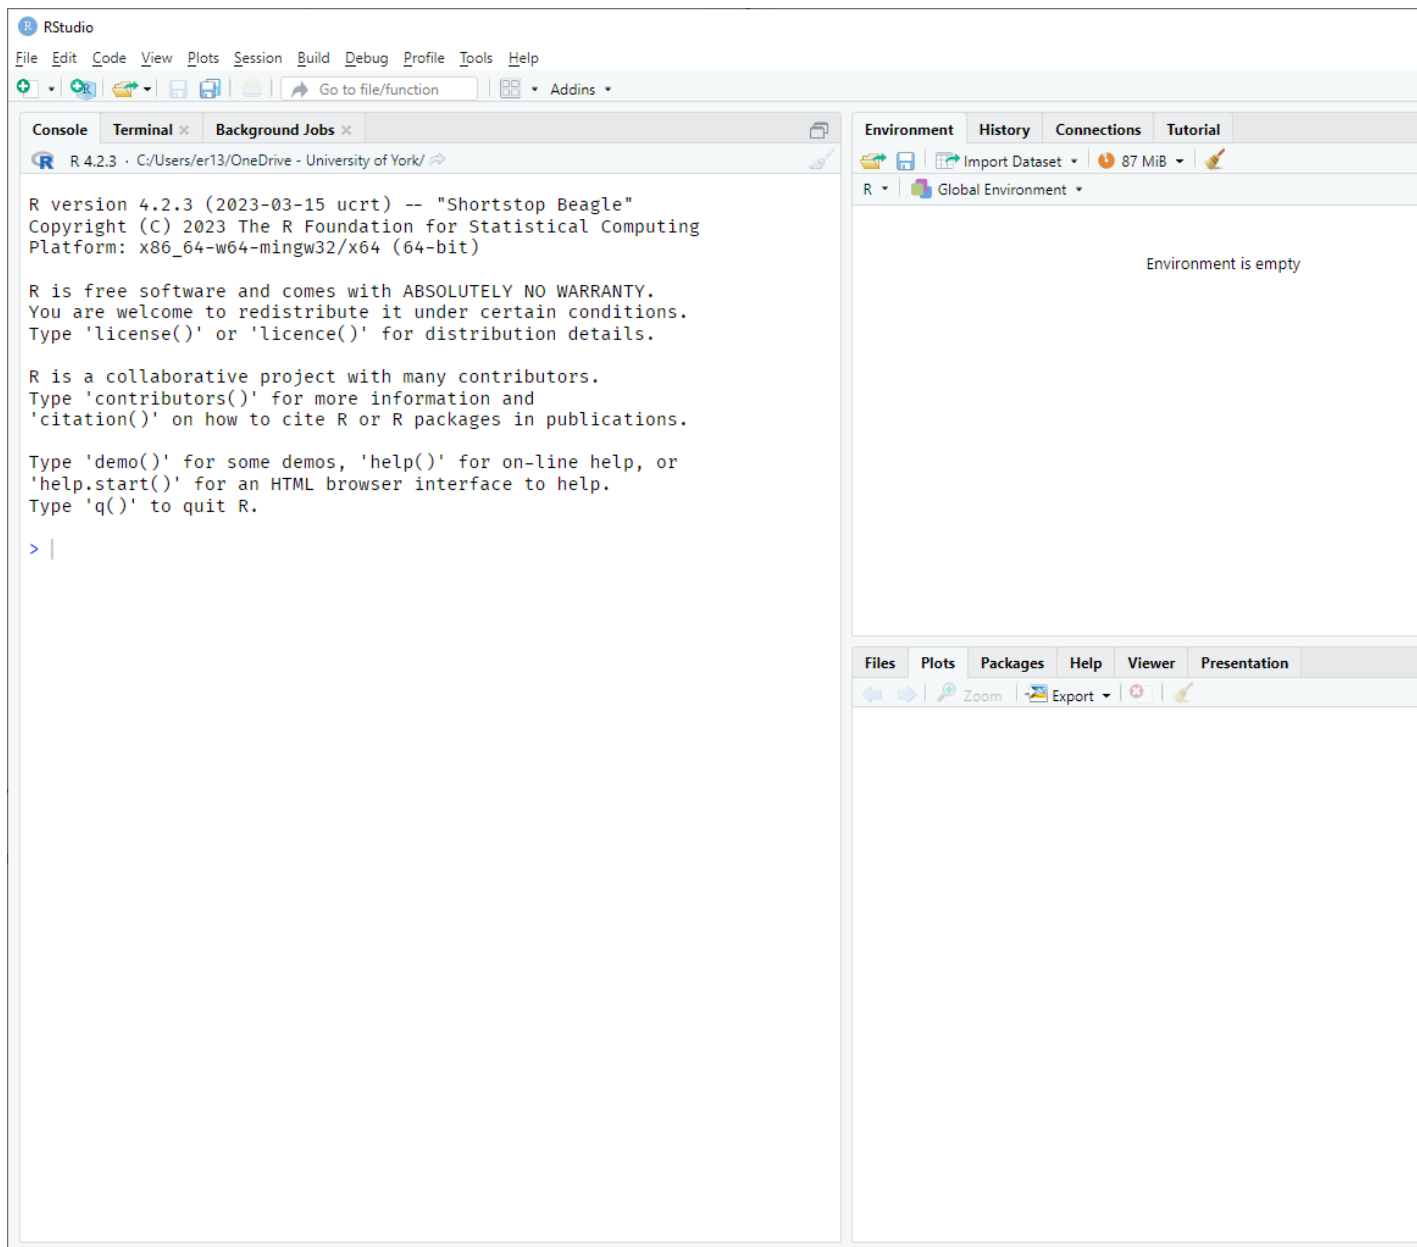 RStudio
File Edit Code View Plots Session Build Debug Profile Tools Help
Go to file/function Addins
Console Terminal Background Jobs
R 4.2.3 · C:/Users/er13/OneDrive - University of York/
R version 4.2.3 (2023-03-15 ucrt) -- "Shortstop Beagle"
Copyright (C) 2023 The R Foundation for Statistical Computing
Platform: x86_64-w64-mingw32/x64 (64-bit)
R is free software and comes with ABSOLUTELY NO WARRANTY.
You are welcome to redistribute it under certain conditions.
Type 'license()' or 'licence()' for distribution details.
R is a collaborative project with many contributors.
Type 'contributors()' for more information and
'citation()' on how to cite R or R packages in publications.
Type 'demo()' for some demos, 'help()' for on-line help, or
'help.start()' for an HTML browser interface to help.
Type 'q()' to quit R.
>
Environment History Connections Tutorial
Import Dataset 87 MiB
R Global Environment
Environment is empty
Files Plots Packages Help Viewer Presentation
Zoom Export